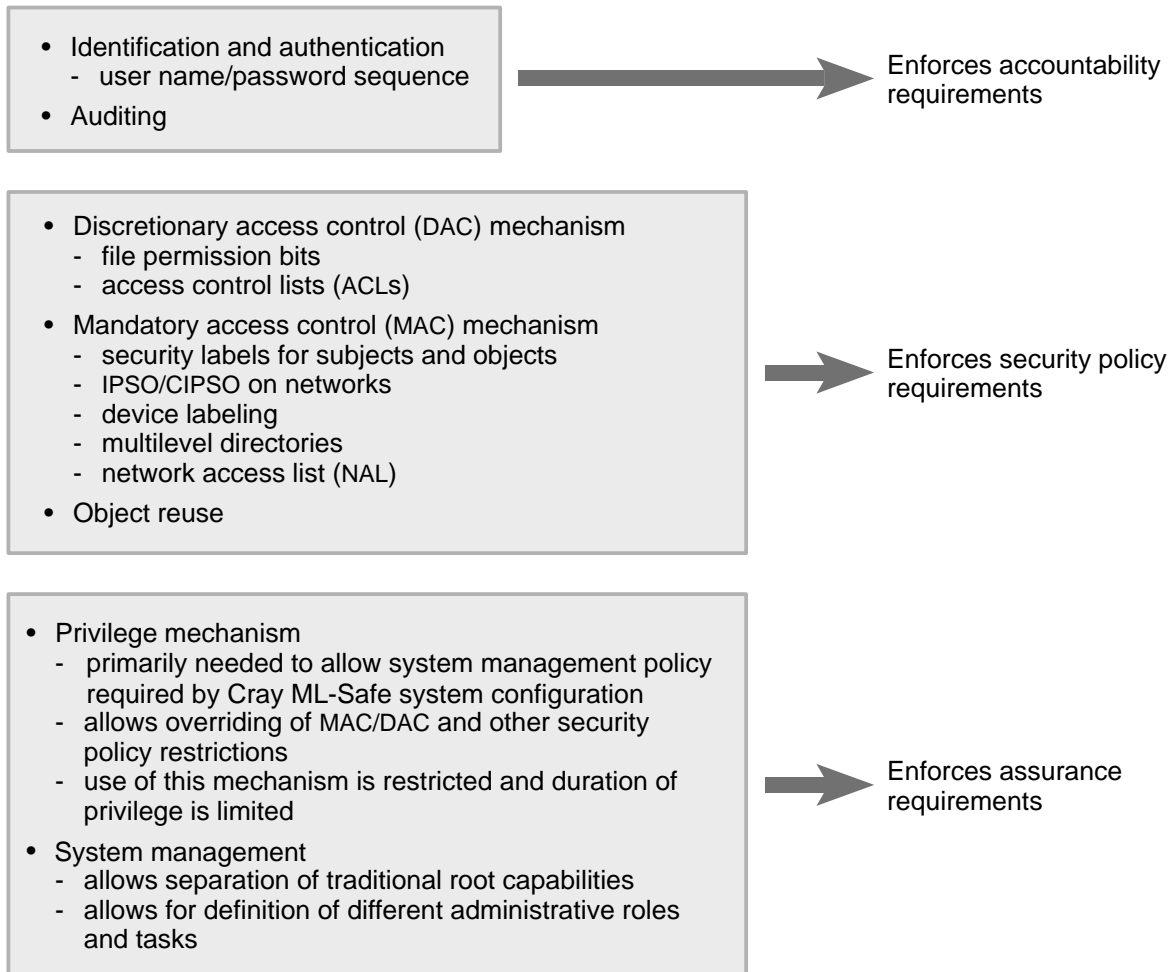 • Identification and authentication
- user name/password sequence
• Auditing
Enforces accountability
requirements
• Discretionary access control (DAC) mechanism
- file permission bits
- access control lists (ACLs)
• Mandatory access control (MAC) mechanism
- security labels for subjects and objects
- IPSO/CIPSO on networks
- device labeling
- multilevel directories
- network access list (NAL)
• Object reuse
Enforces security policy
requirements
• Privilege mechanism
- primarily needed to allow system management policy
required by Cray ML-Safe system configuration
- allows overriding of MAC/DAC and other security
policy restrictions
- use of this mechanism is restricted and duration of
privilege is limited
• System management
- allows separation of traditional root capabilities
- allows for definition of different administrative roles
and tasks
Enforces assurance
requirements